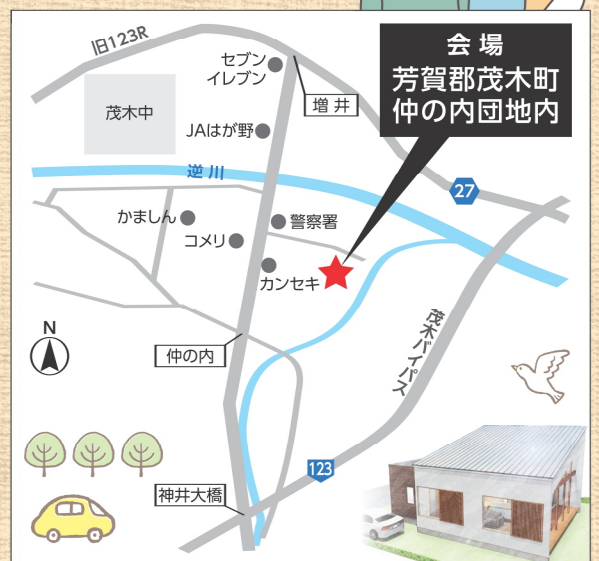 旧123R
セブン
イレブン
会場
芳賀郡茂木町
仲の内団地内
増井
茂木中
JAはが野
逆川
27
かましん
警察署
コメリ
カンセキ
茂木バイパス
N
仲の内
123
神井大橋